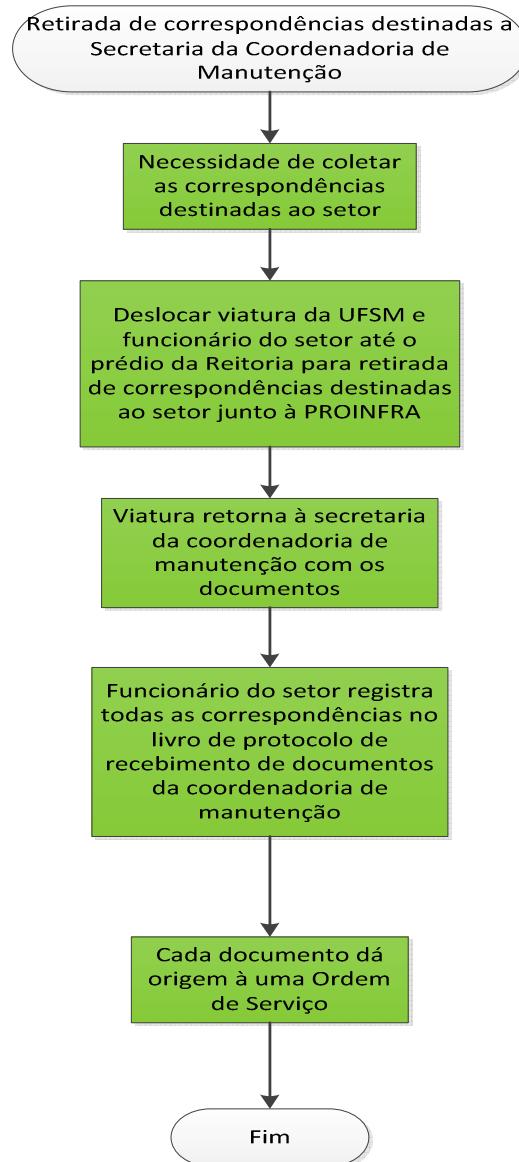 Retirada de correspondências destinadas a
Secretaria da Coordenadoria de
Manutenção
Necessidade de coletar
as correspondências
destinadas ao setor
Deslocar viatura da UFSM e
funcionário do setor até o
prédio da Reitoria para retirada
de correspondências destinadas
ao setor junto à PROINFRA
Viatura retorna à secretaria
da coordenadoria de
manutenção com os
documentos
Funcionário do setor registra
todas as correspondências no
livro de protocolo de
recebimento de documentos
da coordenadoria de
manutenção
Cada documento dá
origem à uma Ordem
de Serviço
Fim